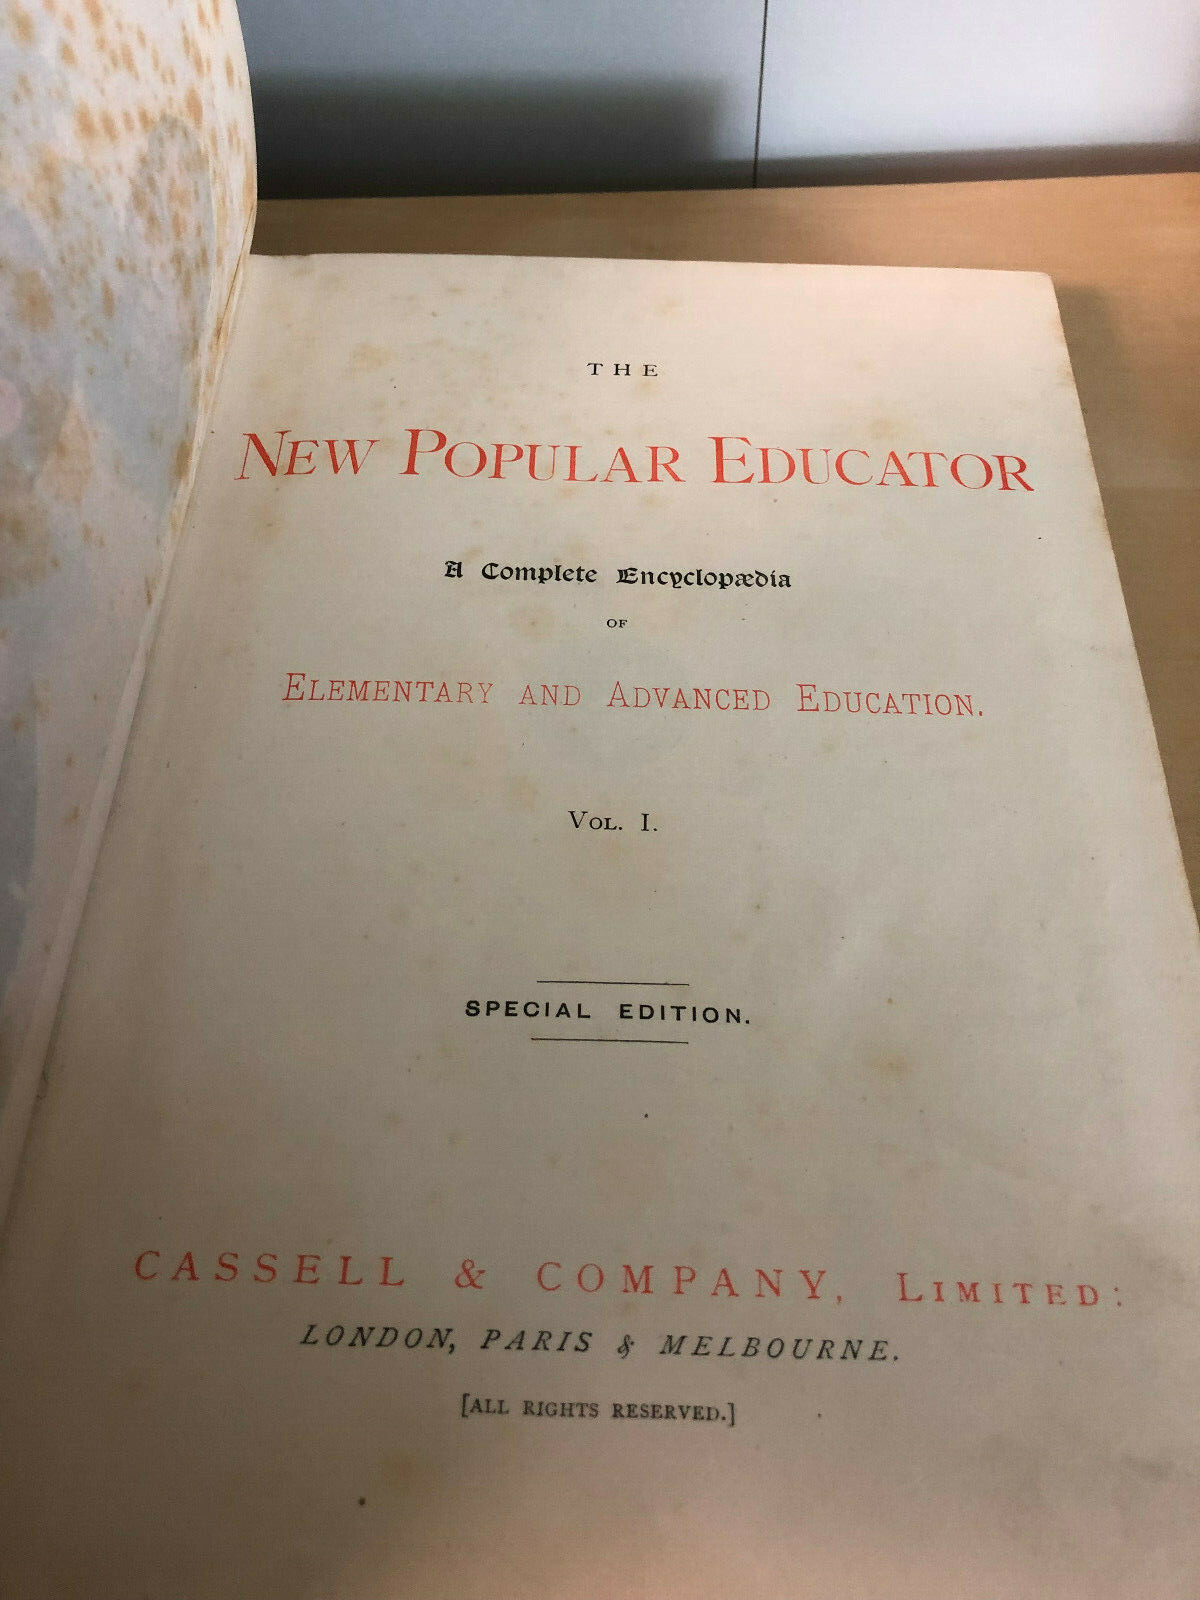 THE
NEW POPULAR EDUCATOR
A Complete Encyclopædia
OF
ELEMENTARY AND ADVANCED EDUCATION.
VOL. I.
SPECIAL EDITION.
CASSELL & COMPANY, LIMITED:
LONDON, PARIS & MELBOURNE.
[ALL RIGHTS RESERVED.]